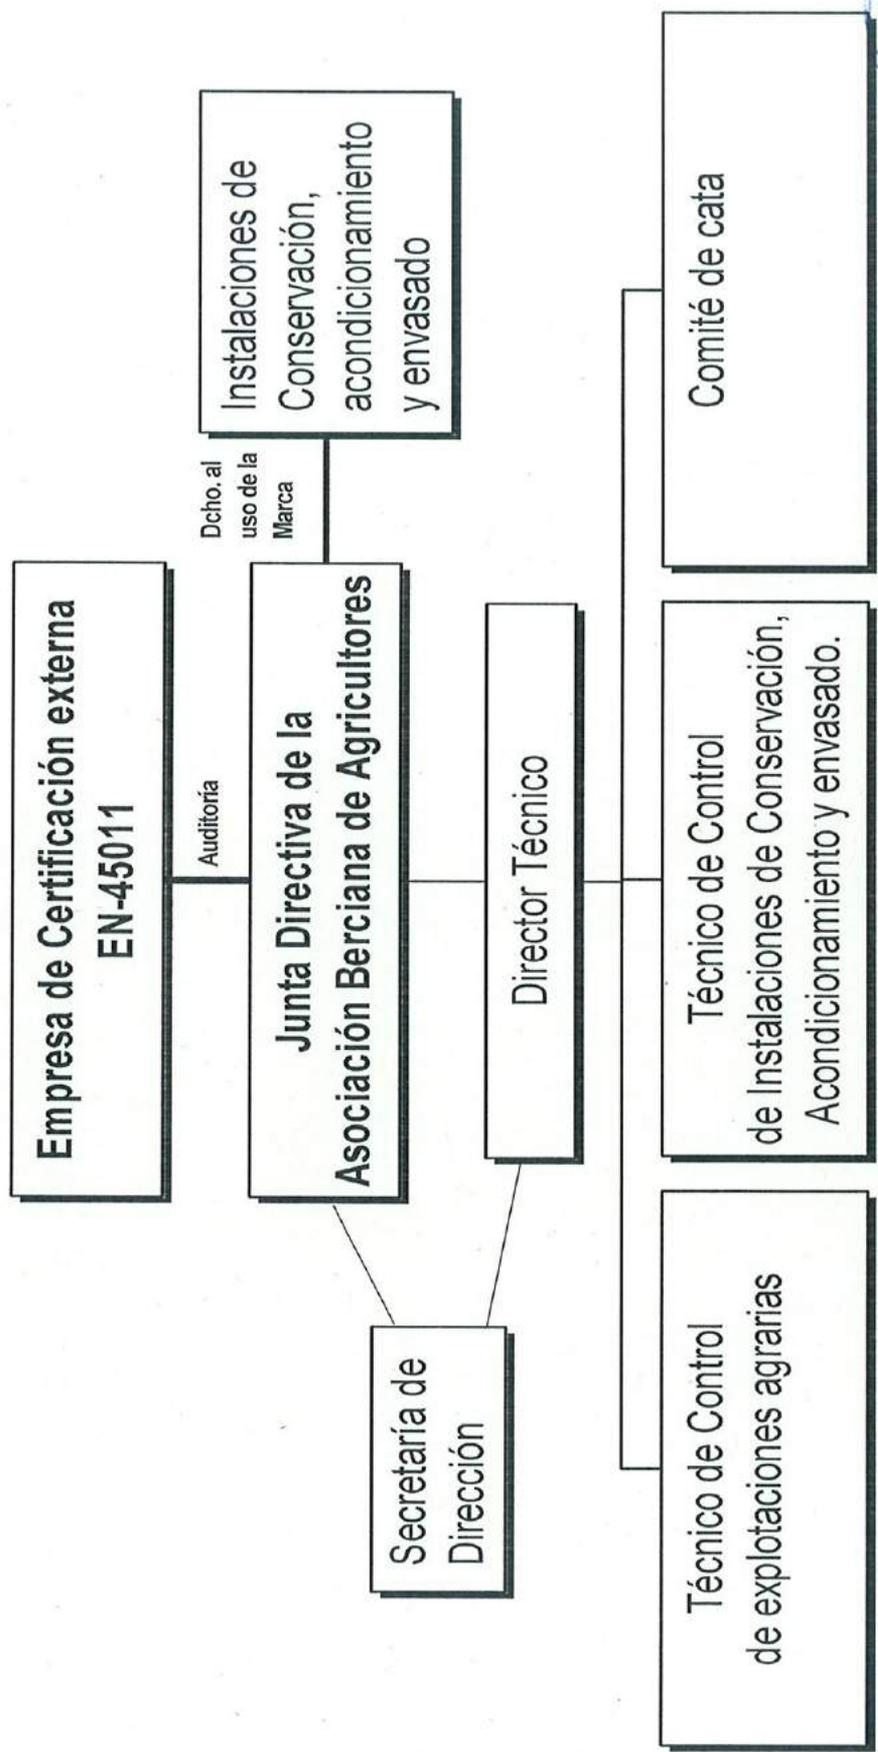 Empresa de Certificación externa
EN-45011
Auditoría
Junta Directiva de la
Asociación Berciana de Agricultores
Dcho. al
uso de la
Marca
Instalaciones de
Conservación,
acondicionamiento
y envasado
Secretaría de
Dirección
Director Técnico
Técnico de Control
de explotaciones agrarias
Técnico de Control
de Instalaciones de Conservación,
Acondicionamiento y envasado.
Comité de cata